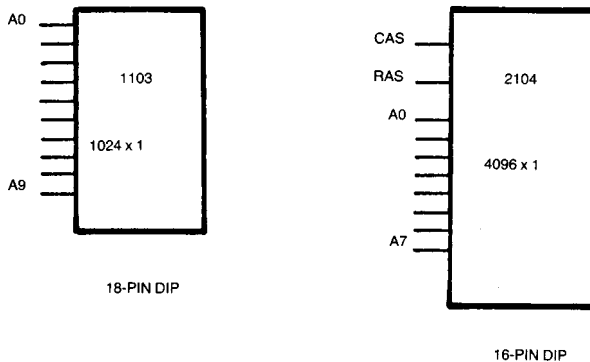 A0
1103
1024 x 1
A9
18-PIN DIP
CAS
RAS
2104
A0
4096 x 1
A7
16-PIN DIP